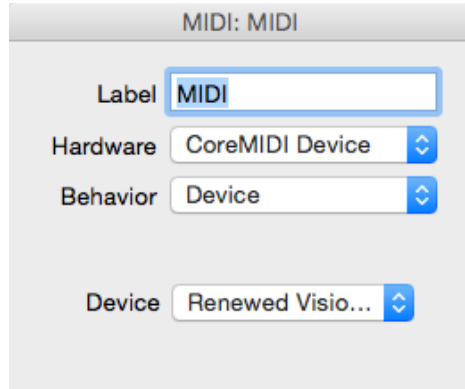 MIDI: MIDI
Label MIDI
Hardware CoreMIDI Device
Behavior Device
Device Renewed Visio...